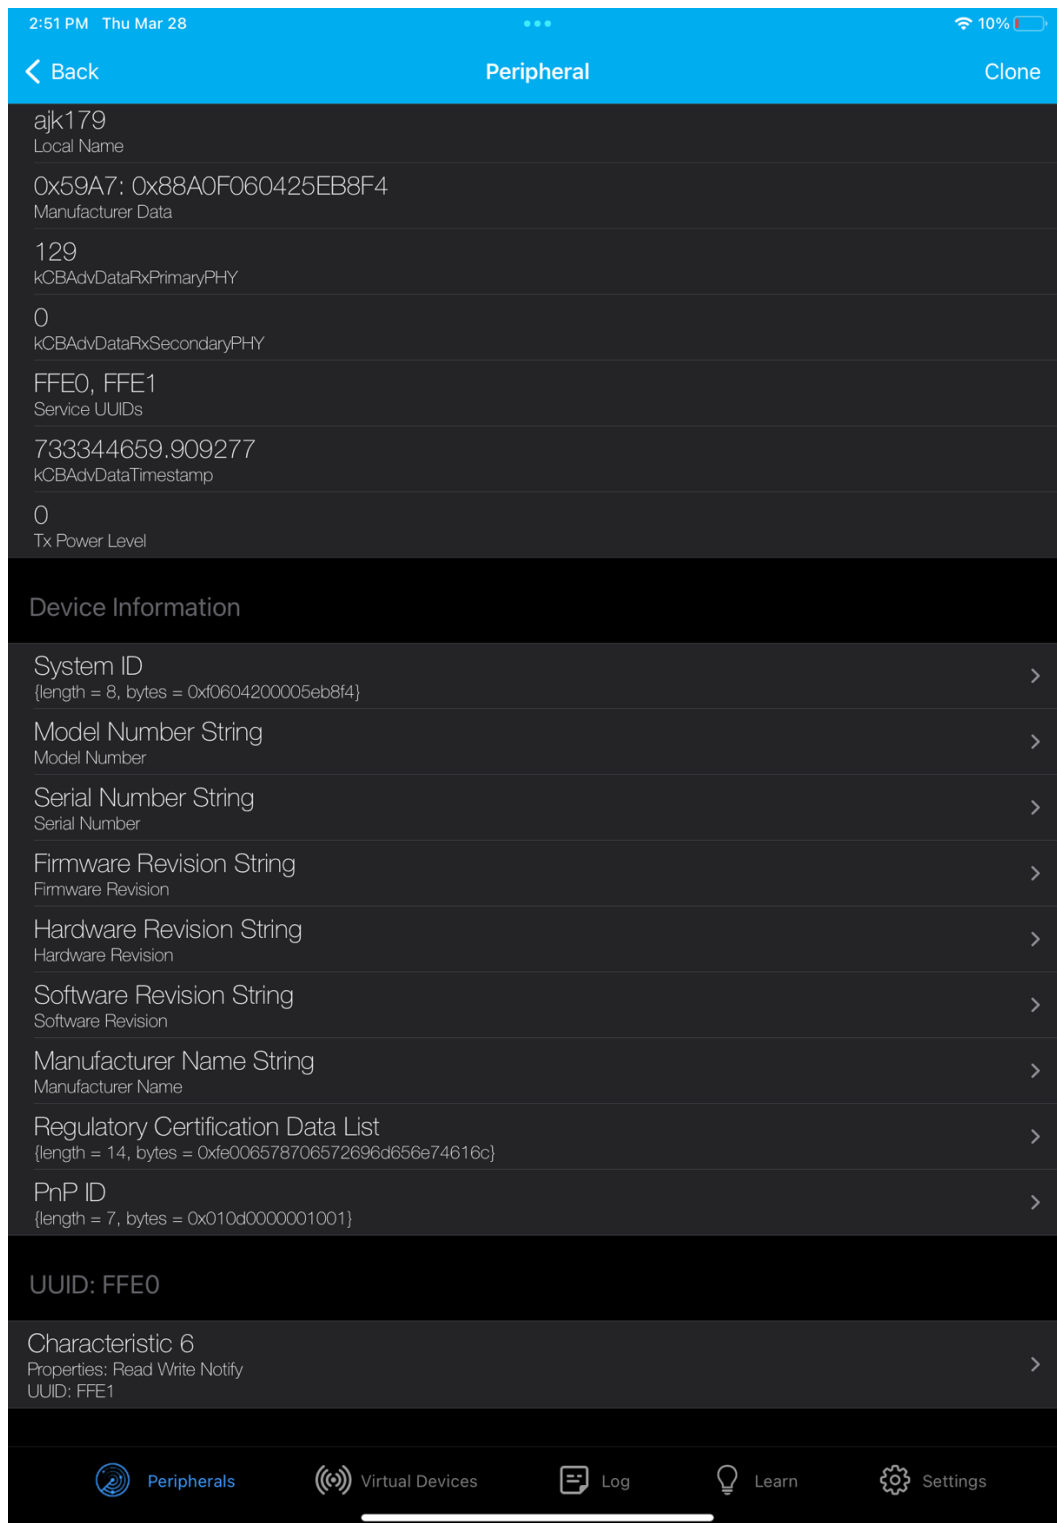 2:51 PM Thu Mar 28
10%
Back
Peripheral
Clone
ajk179
Local Name
0x59A7: 0x88A0F060425EB8F4
Manufacturer Data
129
kCBAdvDataRxPrimaryPHY
0
kCBAdvDataRxSecondaryPHY
FFE0, FFE1
Service UUIDs
733344659.909277
kCBAdvDataTimestamp
0
Tx Power Level
Device Information
System ID
{length = 8, bytes = 0xf0604200005eb8f4}
Model Number String
Model Number
Serial Number String
Serial Number
Firmware Revision String
Firmware Revision
Hardware Revision String
Hardware Revision
Software Revision String
Software Revision
Manufacturer Name String
Manufacturer Name
Regulatory Certification Data List
{length = 14, bytes = 0xfe006578706572696d656e74616c}
PnP ID
{length = 7, bytes = 0x010d0000001001}
UUID: FFE0
Characteristic 6
Properties: Read Write Notify
UUID: FFE1
Peripherals
Virtual Devices
Log
Learn
Settings